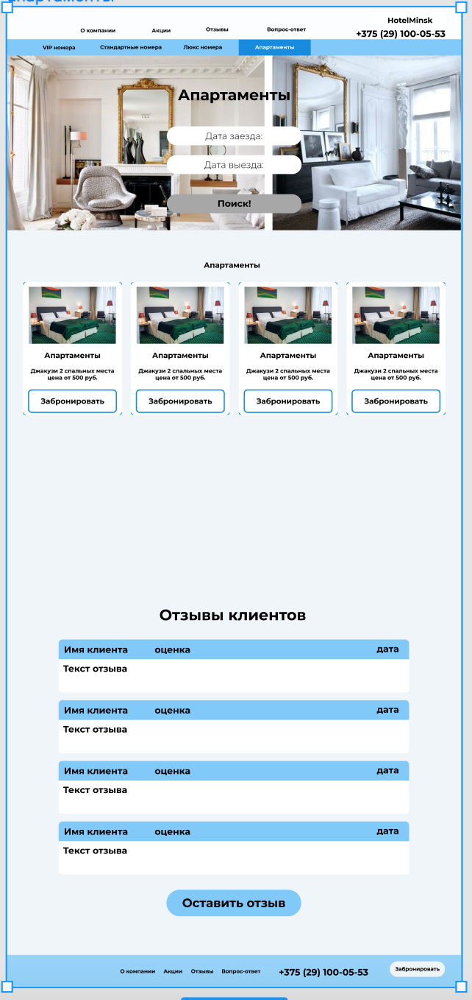 апартаменты
HotelMinsk
О компании Акции Отзывы Вопрос-ответ
+375 (29) 100-05-53
VIP номера Стандартные номера Люкс номера Апартаменты
Апартаменты
Дата заезда:
Дата выезда:
Поиск!
Апартаменты
Апартаменты Апартаменты Апартаменты Апартаменты
Джакузи 2 спальных места Джакузи 2 спальных места Джакузи 2 спальных места Джакузи 2 спальных места
цена от 500 руб. цена от 500 руб. цена от 500 руб. цена от 500 руб.
Забронировать Забронировать Забронировать Забронировать
Отзывы клиентов
Имя клиента оценка дата
Текст отзыва
Имя клиента оценка дата
Текст отзыва
Имя клиента оценка дата
Текст отзыва
Имя клиента оценка дата
Текст отзыва
Оставить отзыв
О компании Акции Отзывы Вопрос-ответ +375 (29) 100-05-53 Забронировать